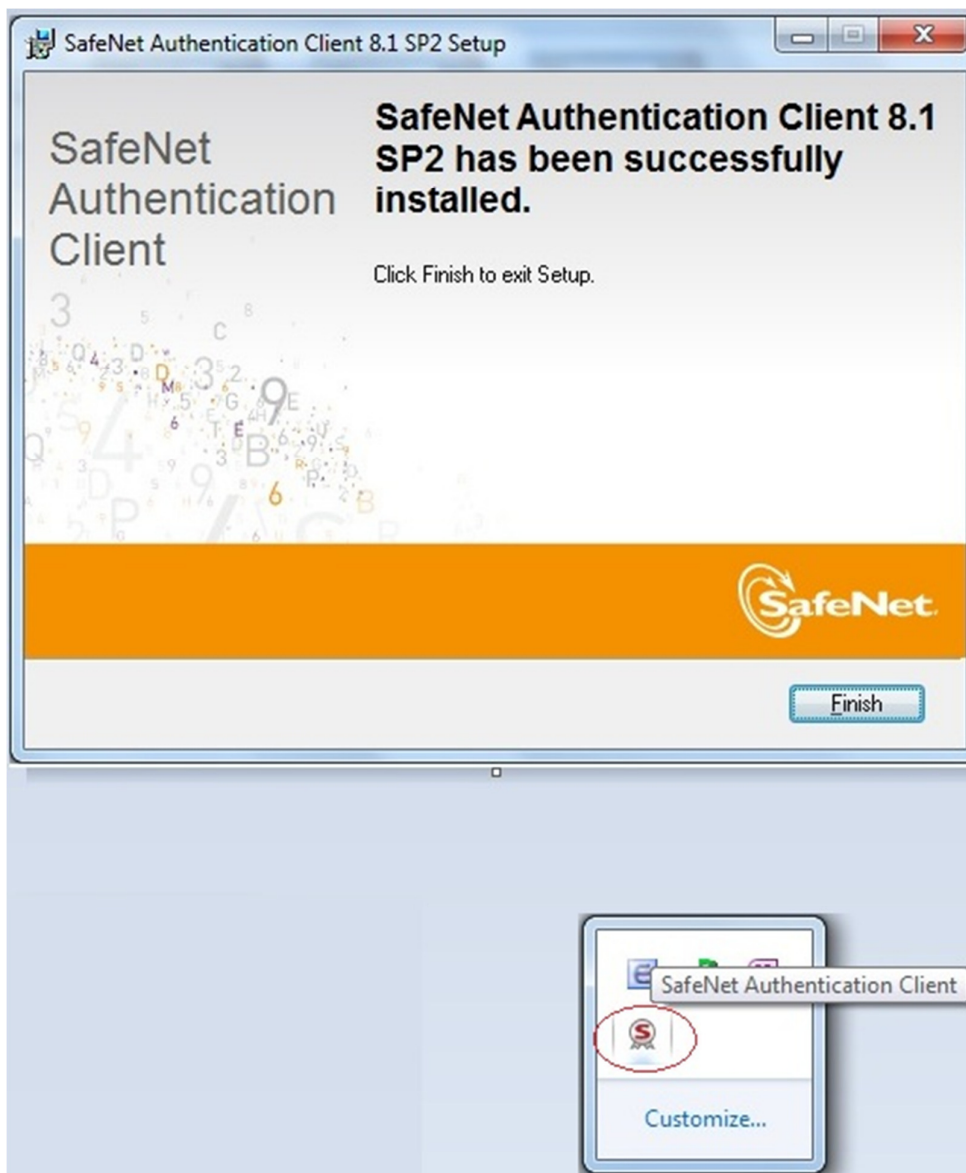 SafeNet Authentication Client 8.1 SP2 Setup
SafeNet
Authentication
Client
SafeNet Authentication Client 8.1
SP2 has been successfully
installed.
Click Finish to exit Setup.
SafeNet.
Finish
SafeNet Authentication Client
S
Customize...